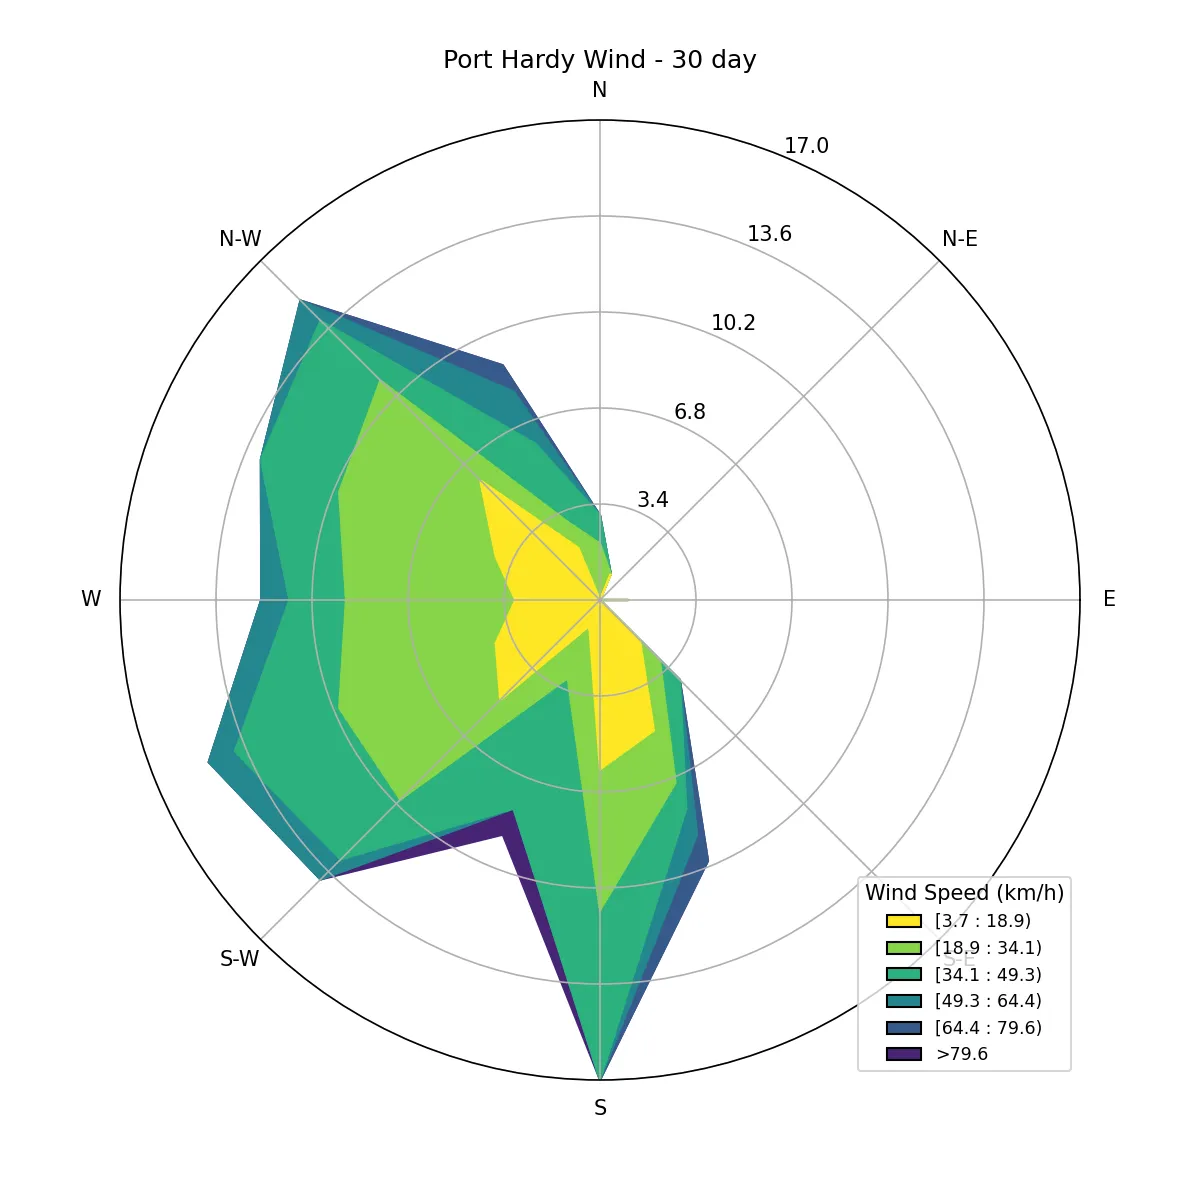 Port Hardy Wind - 30 day
N
17.0
13.6
N-W
N-E
10.2
6.8
3.4
W
E
Wind Speed (km/h)
[3.7 : 18.9)
[18.9 : 34.1)
S-W
S-E
[34.1 : 49.3)
[49.3 : 64.4)
[64.4 : 79.6)
>79.6
S